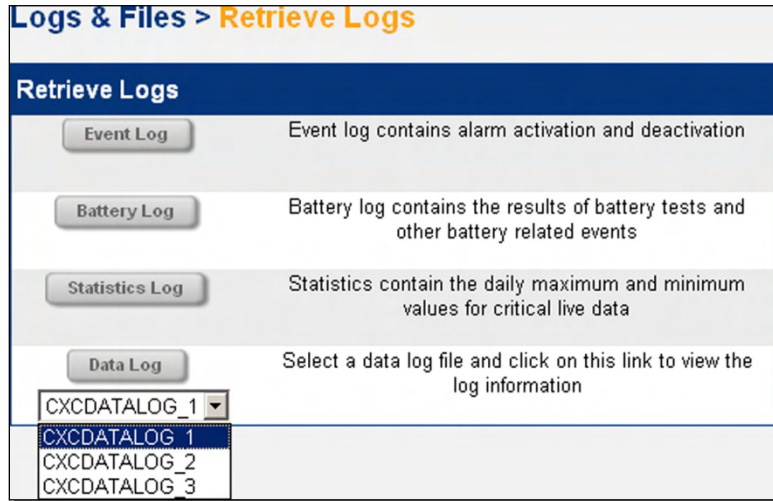 Logs & Files > Retrieve Logs
Retrieve Logs
Event Log
Event log contains alarm activation and deactivation
Battery Log
Battery log contains the results of battery tests and
other battery related events
Statistics Log
Statistics contain the daily maximum and minimum
values for critical live data
Data Log
Select a data log file and click on this link to view the
log information
CXCDATALOG_1
CXCDATALOG_1
CXCDATALOG_2
CXCDATALOG_3